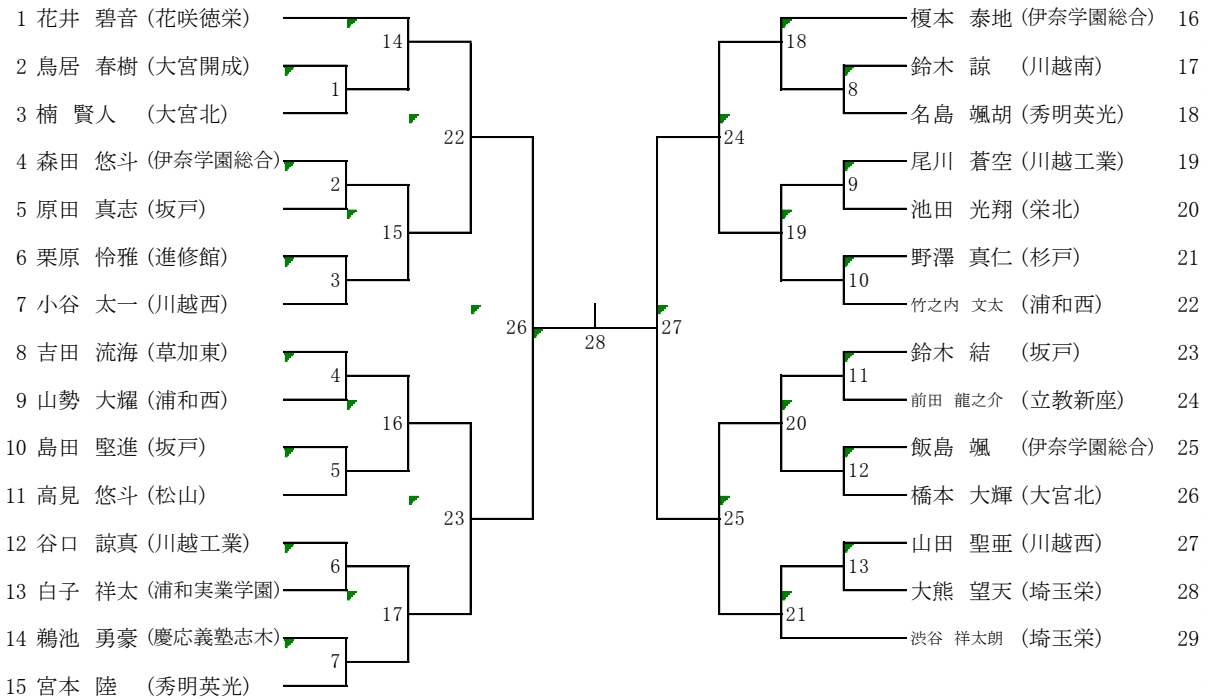 1 花井 碧音 (花咲徳栄)
2 鳥居 春樹 (大宮開成)
3 楠 賢人 (大宮北)
4 森田 悠斗 (伊奈学園総合)
5 原田 真志 (坂戸)
6 栗原 怜雅 (進修館)
7 小谷 太一 (川越西)
8 吉田 流海 (草加東)
9 山勢 大耀 (浦和西)
10 島田 堅進 (坂戸)
11 高見 悠斗 (松山)
12 谷口 諒真 (川越工業)
13 白子 祥太 (浦和実業学園)
14 鵜池 勇豪 (慶応義塾志木)
15 宮本 陸 (秀明英光)
14
1
22
2
15
3
26
4
16
5
23
6
17
7
28
18
8
24
9
19
10
27
11
20
12
25
13
21
榎本 泰地 (伊奈学園総合) 16
鈴木 諒 (川越南) 17
名島 颯胡 (秀明英光) 18
尾川 蒼空 (川越工業) 19
池田 光翔 (栄北) 20
野澤 真仁 (杉戸) 21
竹之内 文太 (浦和西) 22
鈴木 結 (坂戸) 23
前田 龍之介 (立教新座) 24
飯島 颯 (伊奈学園総合) 25
橋本 大輝 (大宮北) 26
山田 聖亜 (川越西) 27
大熊 望天 (埼玉栄) 28
渋谷 祥太朗 (埼玉栄) 29